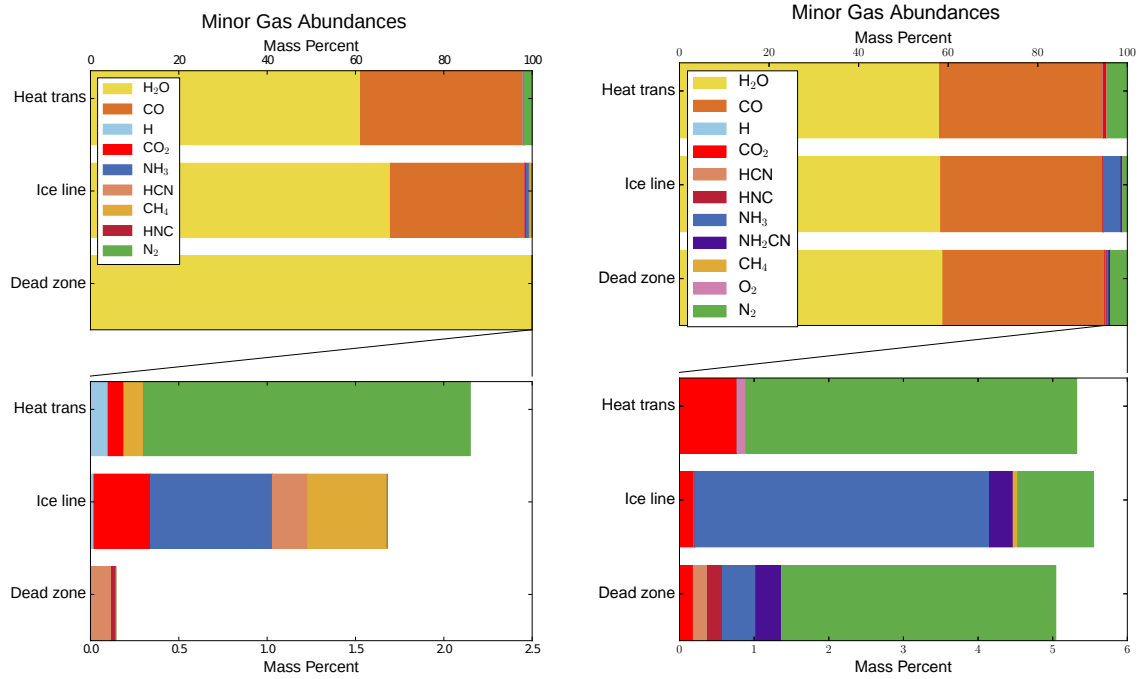 Minor Gas Abundances
Mass Percent
0 20 40 60 80 100
Heat trans
Ice line
Dead zone
H₂O
CO
H
CO₂
NH₃
HCN
CH₄
HNC
N₂
Heat trans
Ice line
Dead zone
0.0 0.5 1.0 1.5 2.0 2.5
Mass Percent
Minor Gas Abundances
Mass Percent
0 20 40 60 80 100
Heat trans
Ice line
Dead zone
H₂O
CO
H
CO₂
HCN
HNC
NH₃
NH₂CN
CH₄
O₂
N₂
Heat trans
Ice line
Dead zone
0 1 2 3 4 5 6
Mass Percent